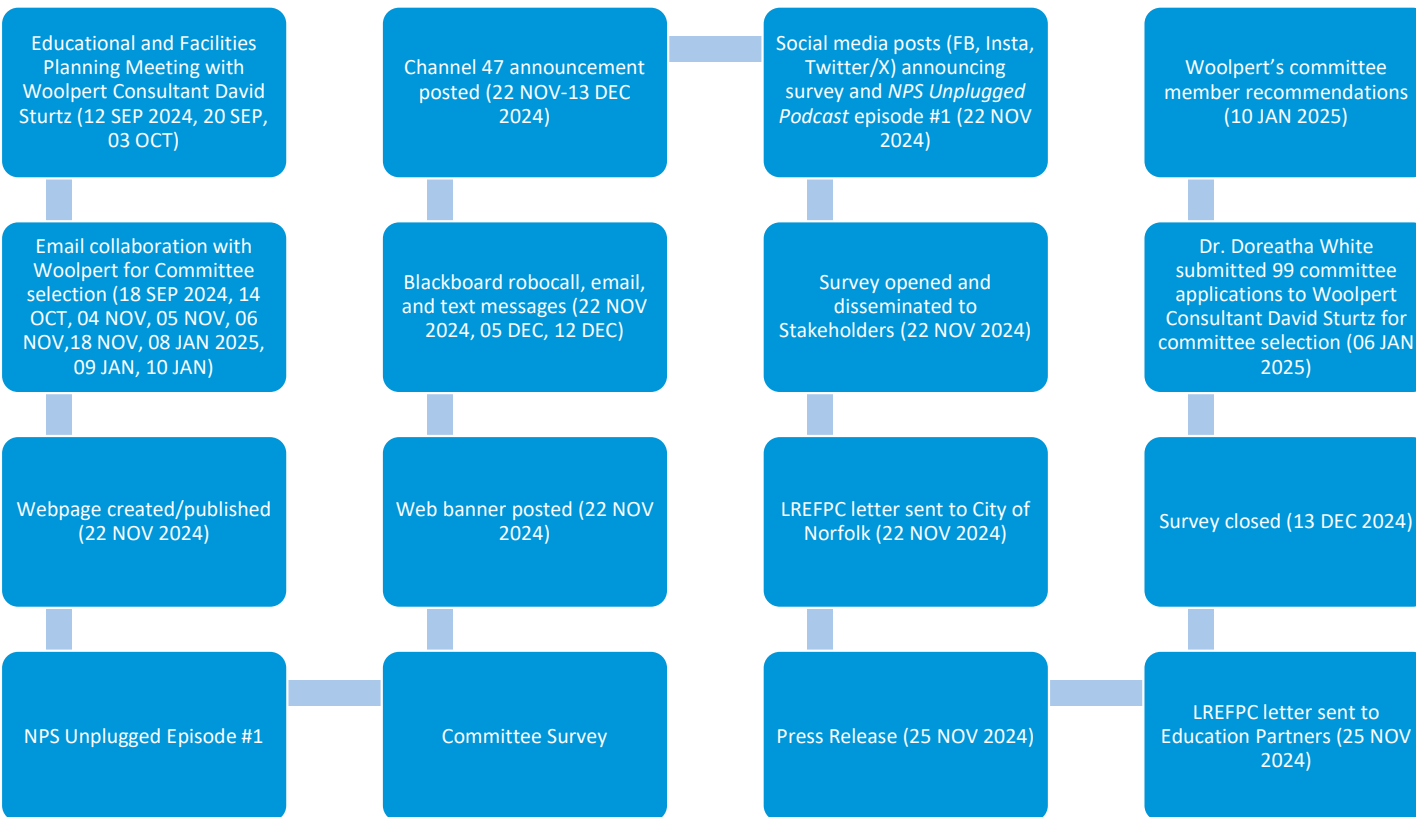 Educational and Facilities
Planning Meeting with
Woolpert Consultant David
Sturtz (12 SEP 2024, 20 SEP,
03 OCT)
Email collaboration with
Woolpert for Committee
selection (18 SEP 2024, 14
OCT, 04 NOV, 05 NOV, 06
NOV,18 NOV, 08 JAN 2025,
09 JAN, 10 JAN)
Webpage created/published
(22 NOV 2024)
NPS Unplugged Episode #1
Committee Survey
Web banner posted (22 NOV
2024)
Blackboard robocall, email,
and text messages (22 NOV
2024, 05 DEC, 12 DEC)
Channel 47 announcement
posted (22 NOV-13 DEC
2024)
Social media posts (FB, Insta,
Twitter/X) announcing
survey and NPS Unplugged
Podcast episode #1 (22 NOV
2024)
Survey opened and
disseminated to
Stakeholders (22 NOV 2024)
LREFPC letter sent to City of
Norfolk (22 NOV 2024)
Press Release (25 NOV 2024)
LREFPC letter sent to
Education Partners (25 NOV
2024)
Survey closed (13 DEC 2024)
Dr. Doreatha White
submitted 99 committee
applications to Woolpert
Consultant David Sturtz for
committee selection (06 JAN
2025)
Woolpert’s committee
member recommendations
(10 JAN 2025)